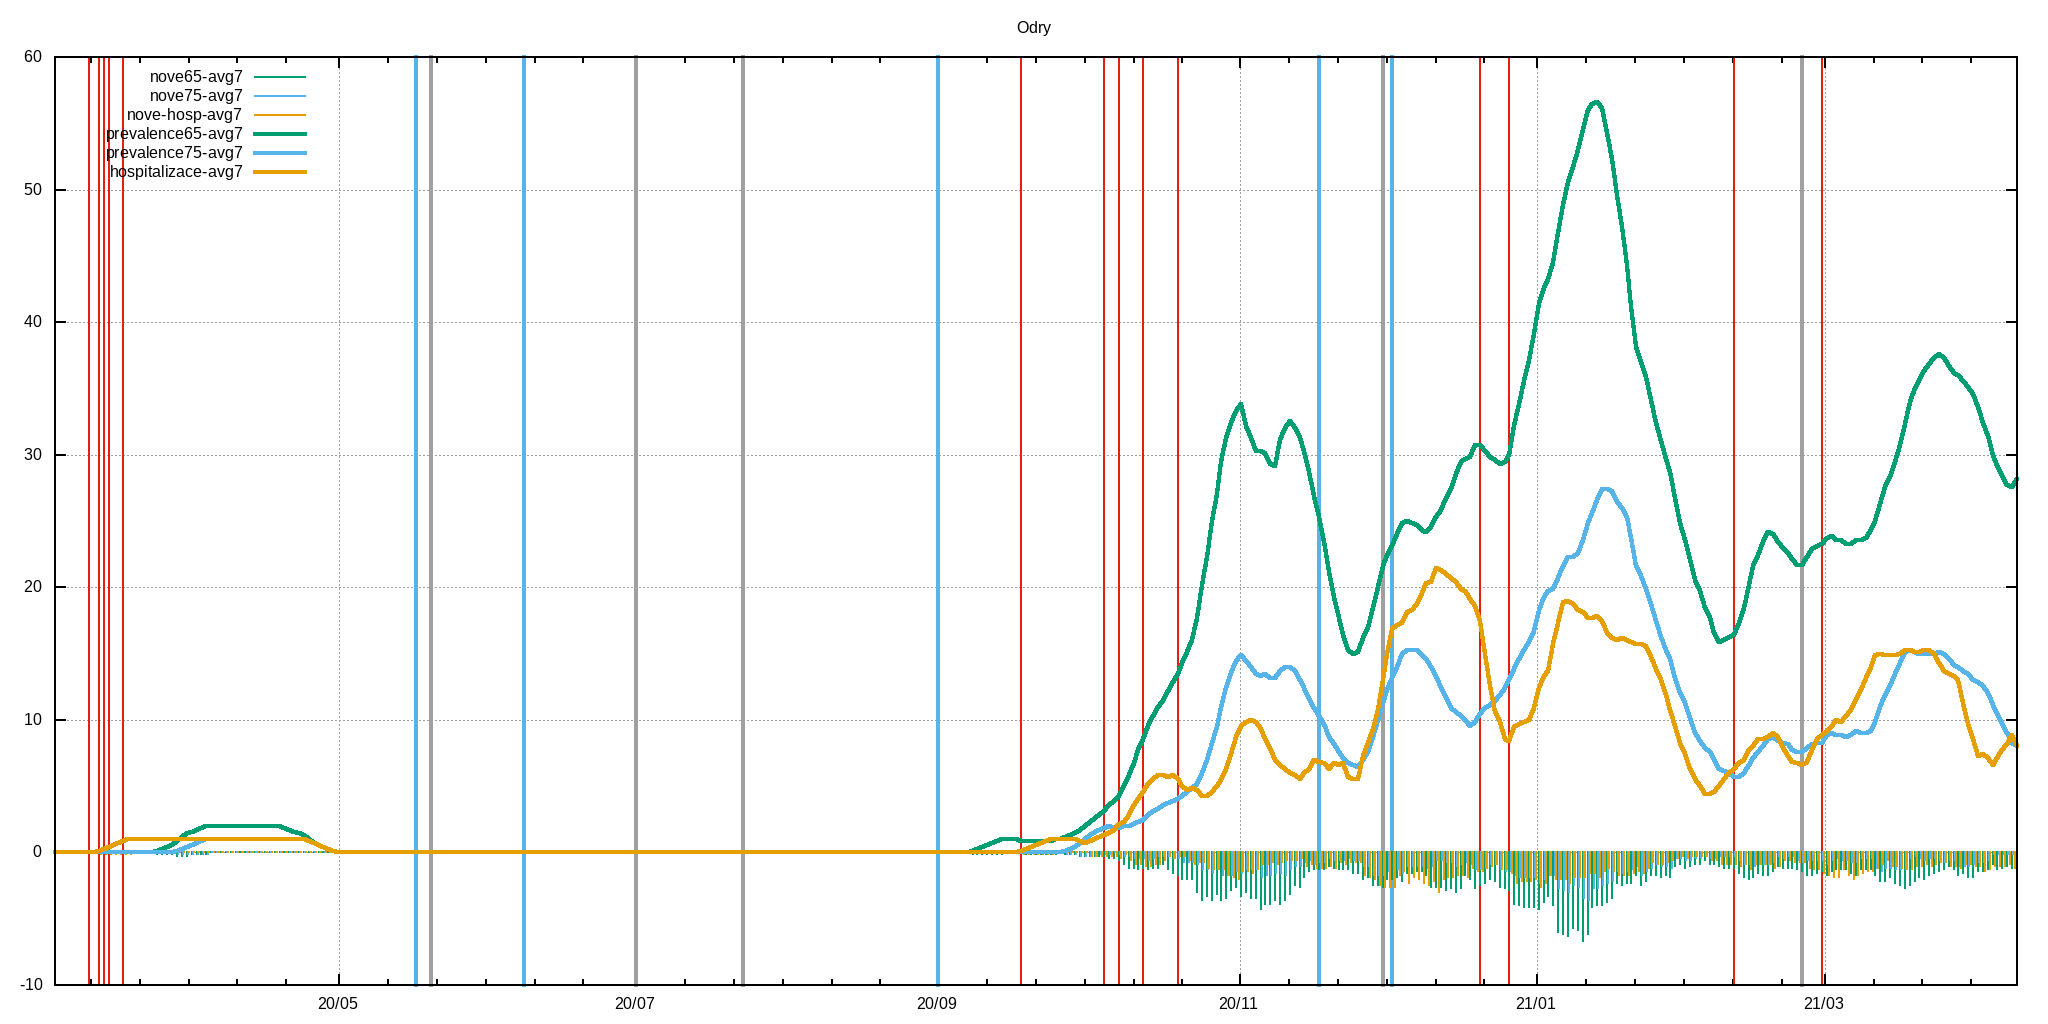 Odry
60
nove65-avg7
nove75-avg7
nove-hosp-avg7
prevalence65-avg7
prevalence75-avg7
hospitalizace-avg7
50
40
30
20
10
0
-10
20/05 20/07 20/09 20/11 21/01 21/03